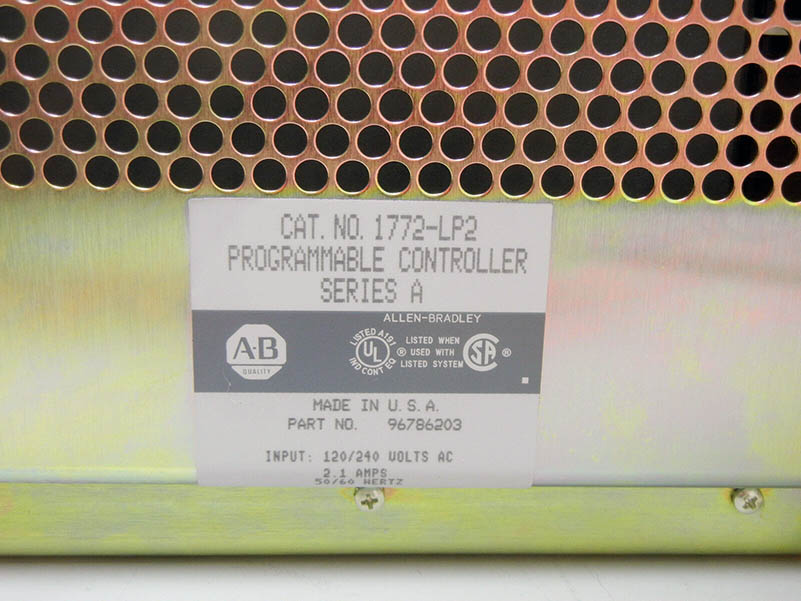 CAT. NO. 1772-LP2
PROGRAMMABLE CONTROLLER
SERIES A
ALLEN-BRADLEY
A-B
QUALITY
LISTED A191
UL
IND CONT EQ
®
LISTED WHEN
USED WITH
LISTED SYSTEM
SA
®
MADE IN U.S.A.
PART NO. 96786203
INPUT: 120/240 VOLTS AC
2.1 AMPS
50/60 HERTZ